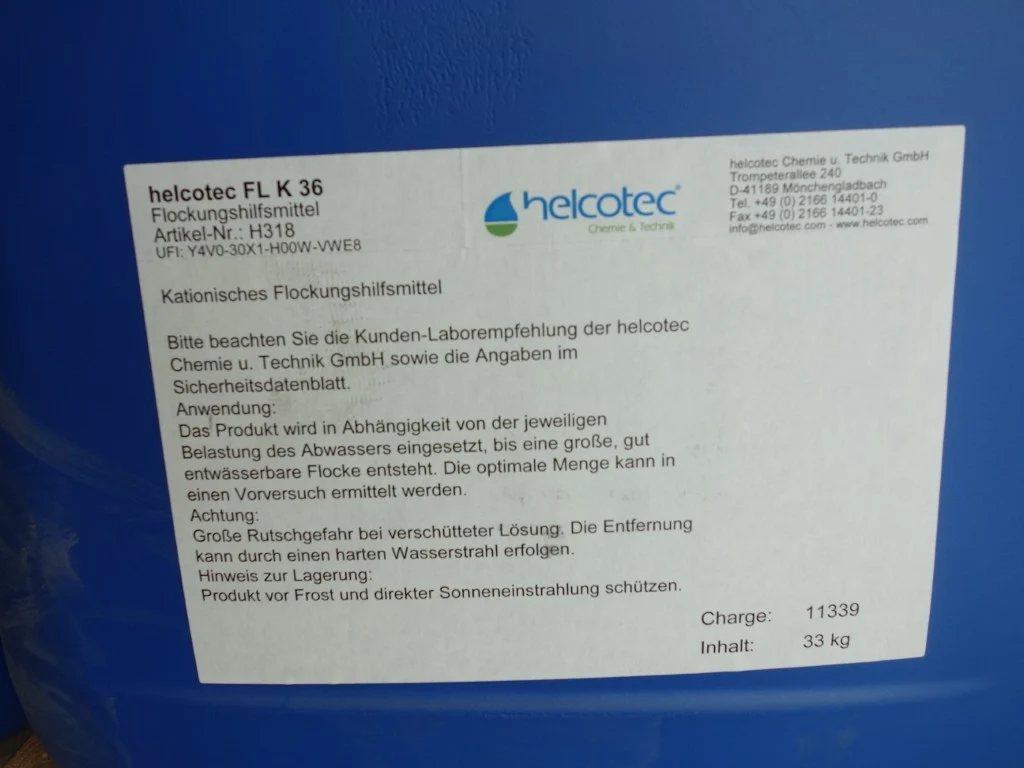 helcotec FL K 36
Flockungshilfsmittel
Artikel-Nr.: H318
UFI: Y4V0-30X1-H00W-VWE8
helcotec®
Chemie & Technik
helcotec Chemie u. Technik GmbH
Trompeterallee 240
D-41189 Mönchengladbach
Tel. +49 (0) 2166 14401-0
Fax +49 (0) 2166 14401-23
info@helcotec.com - www.helcotec.com
Kationisches Flockungshilfsmittel
Bitte beachten Sie die Kunden-Laborempfehlung der helcotec
Chemie u. Technik GmbH sowie die Angaben im
Sicherheitsdatenblatt.
Anwendung:
Das Produkt wird in Abhängigkeit von der jeweiligen
Belastung des Abwassers eingesetzt, bis eine große, gut
entwässerbare Flocke entsteht. Die optimale Menge kann in
einen Vorversuch ermittelt werden.
Achtung:
Große Rutschgefahr bei verschütteter Lösung. Die Entfernung
kann durch einen harten Wasserstrahl erfolgen.
Hinweis zur Lagerung:
Produkt vor Frost und direkter Sonneneinstrahlung schützen.
Charge: 11339
Inhalt: 33 kg